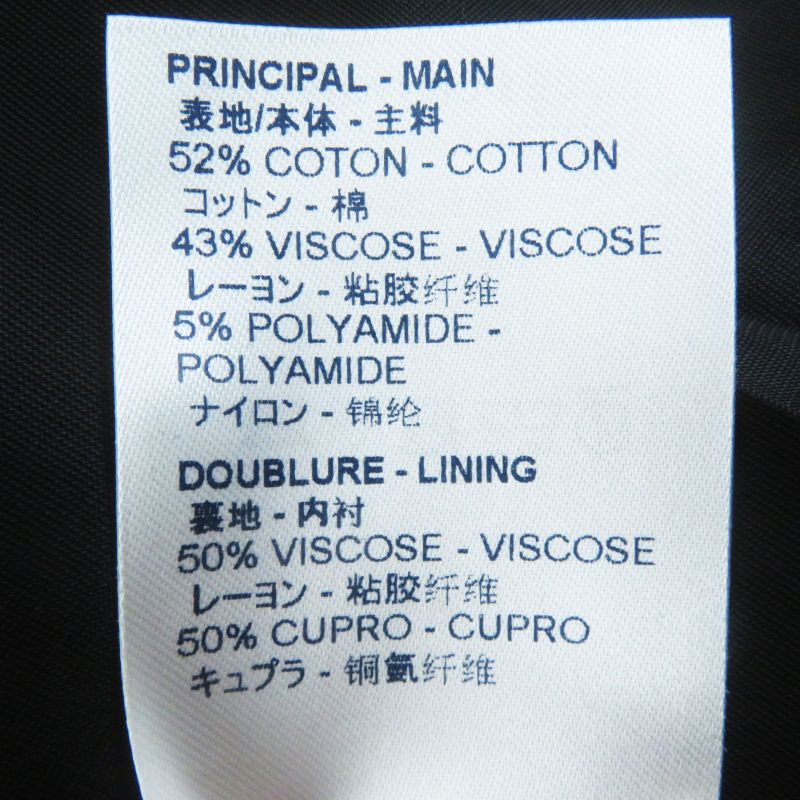 PRINCIPAL - MAIN
表地/本体 - 主料
52% COTON - COTTON
コットン - 棉
43% VISCOSE - VISCOSE
レーヨン - 粘胶纤维
5% POLYAMIDE -
POLYAMIDE
ナイロン - 锦纶
DOUBLURE - LINING
裏地 - 内衬
50% VISCOSE - VISCOSE
レーヨン - 粘胶纤维
50% CUPRO - CUPRO
キュプラ - 铜氨纤维